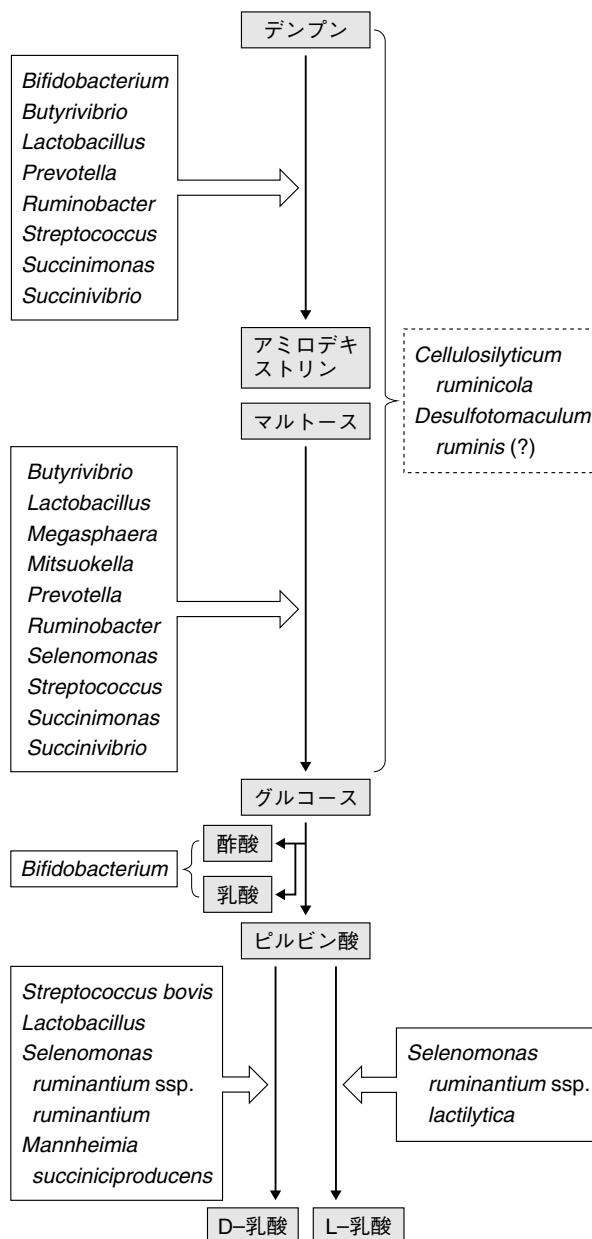 デンプン
Bifidobacterium
Butyrivibrio
Lactobacillus
Prevotella
Ruminobacter
Streptococcus
Succinimonas
Succinivibrio
アミロデキ
ストリン
マルトース
Cellulosilyticum
ruminicola
Desulfotomaculum
ruminis (?)
Butyrivibrio
Lactobacillus
Megasphaera
Mitsuokella
Prevotella
Ruminobacter
Selenomonas
Streptococcus
Succinimonas
Succinivibrio
グルコース
Bifidobacterium
酢酸
乳酸
ピルビン酸
Streptococcus bovis
Lactobacillus
Selenomonas
ruminantium ssp.
ruminantium
Mannheimia
succiniciproducens
Selenomonas
ruminantium ssp.
lactilytica
D–乳酸
L–乳酸